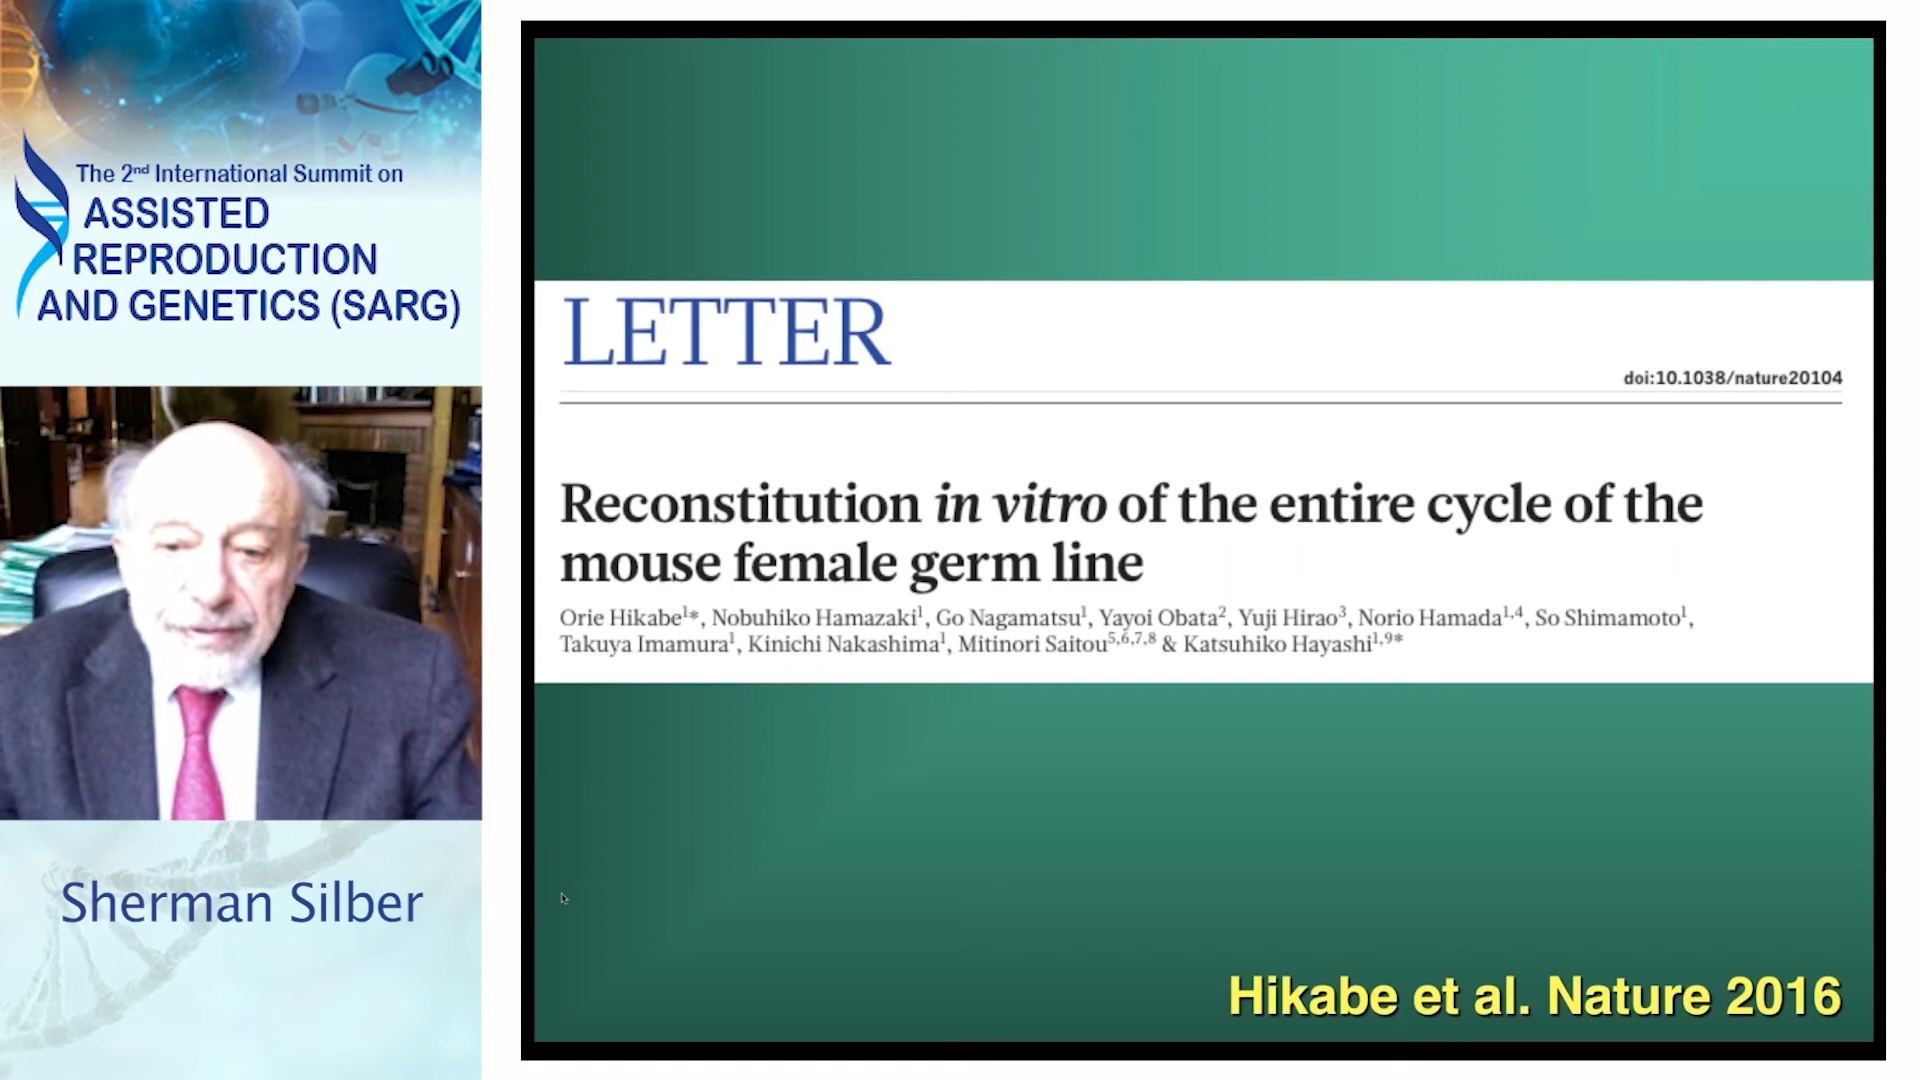 The 2nd International Summit on
ASSISTED
REPRODUCTION
AND GENETICS (SARG)
Sherman Silber
LETTER
doi:10.1038/nature20104
Reconstitution in vitro of the entire cycle of the
mouse female germ line
Orie Hikabe1*, Nobuhiko Hamazaki1, Go Nagamatsu1, Yayoi Obata2, Yuji Hirao3, Norio Hamada1,4, So Shimamoto1,
Takuya Imamura1, Kinichi Nakashima1, Mitinori Saitou5,6,7,8 & Katsuhiko Hayashi1,9*
Hikabe et al. Nature 2016